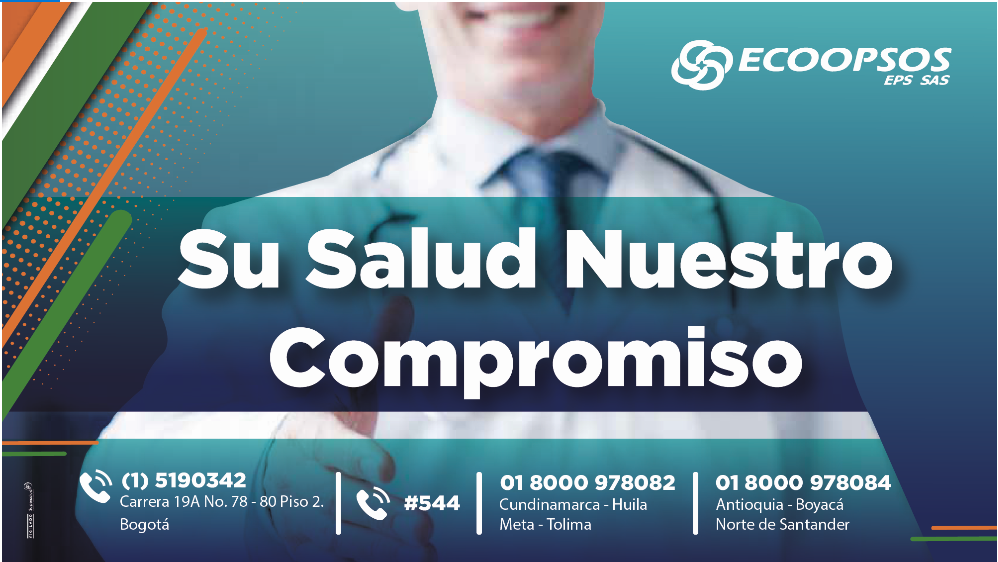 ECOOPSOS
EPS SAS
Su Salud Nuestro
Compromiso
(1) 5190342
Carrera 19A No. 78 - 80 Piso 2.
Bogotá
#544
01 8000 978082
Cundinamarca - Huila
Meta - Tolima
01 8000 978084
Antioquia - Boyacá
Norte de Santander